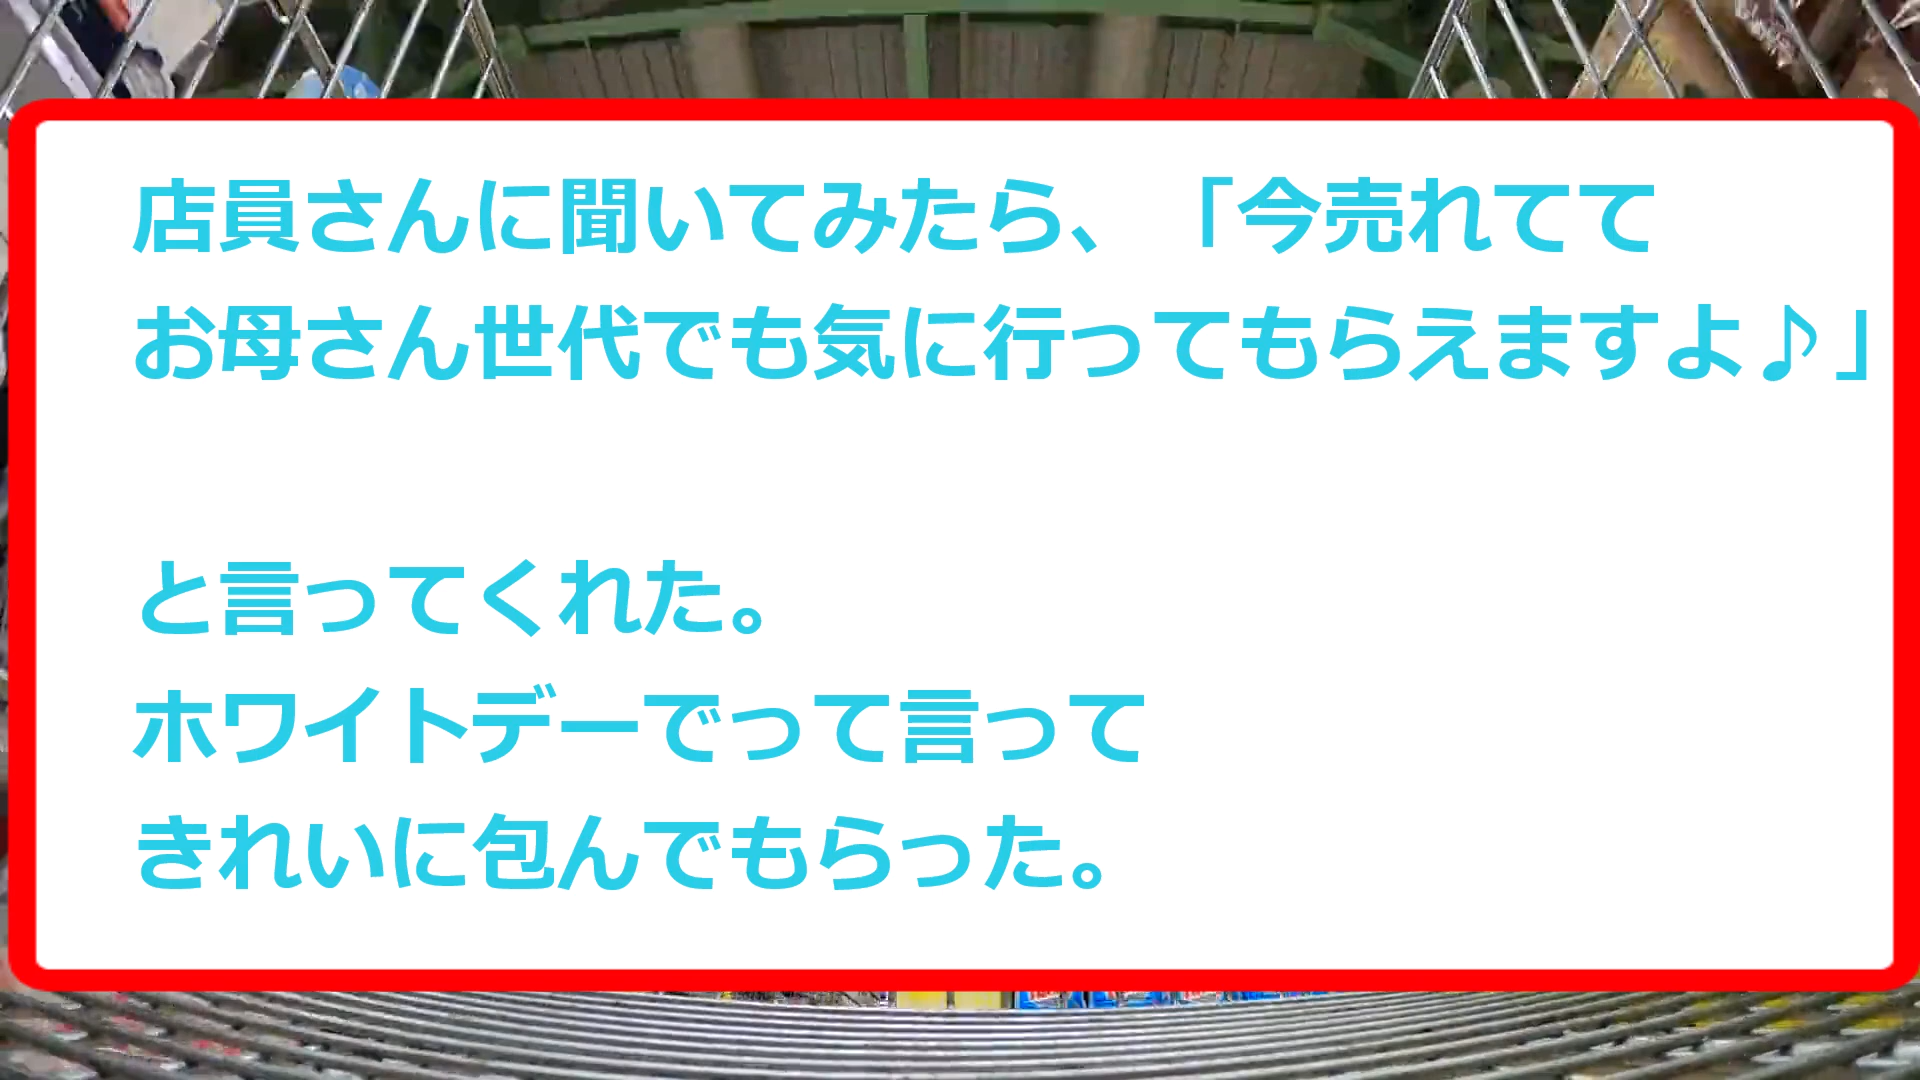 店員さんに聞いてみたら、「今売れてて
お母さん世代でも気に行ってもらえますよ♪」
と言ってくれた。
ホワイトデーでって言って
きれいに包んでもらった。